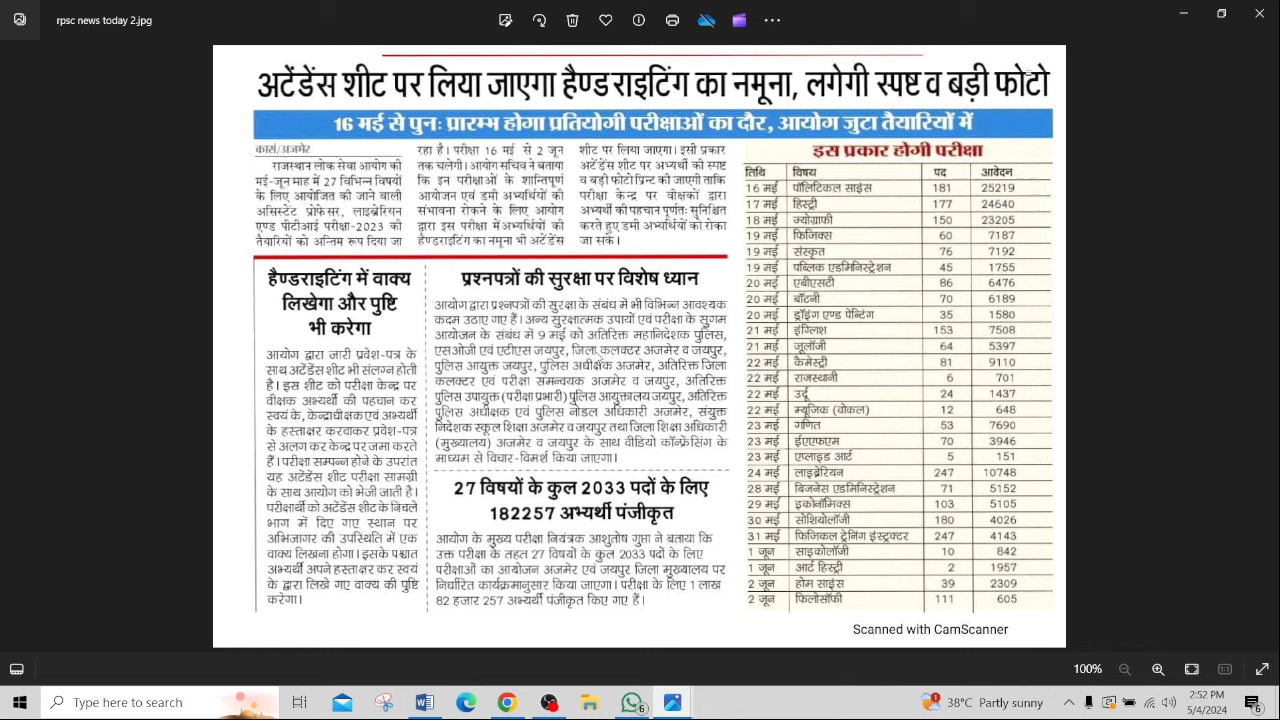 rpsc news today 2.jpg
अटेंडेंस शीट पर लिया जाएगा हैण्डराइटिंग का नमूना, लगेगी स्पष्ट व बड़ी फोटो
16 मई से पुनः प्रारम्भ होगा प्रतियोगी परीक्षाओं का दौर, आयोग जुटा तैयारियों में
कासं/अजमेर
राजस्थान लोक सेवा आयोग की
मई-जून माह में 27 विभिन्न विषयों
के लिए आयोजित की जाने वाली
असिस्टेंट प्रोफेसर, लाइब्रेरियन
एण्ड पीटीआई परीक्षा-2023 की
तैयारियों को अन्तिम रूप दिया जा
रहा है। परीक्षा 16 मई से 2 जून
तक चलेगी। आयोग सचिव ने बताया
कि इन परीक्षाओं के शान्तिपूर्ण
आयोजन एवं डमी अभ्यर्थियों की
संभावना रोकने के लिए आयोग
द्वारा इस परीक्षा में अभ्यर्थियों की
हैण्डराइटिंग का नमूना भी अटेंडेंस
शीट पर लिया जाएगा। इसी प्रकार
अटेंडेंस शीट पर अभ्यर्थी की स्पष्ट
व बड़ी फोटो प्रिन्ट की जाएगी ताकि
परीक्षा केन्द्र पर वीक्षकों द्वारा
अभ्यर्थी की पहचान पूर्णतः सुनिश्चित
करते हुए डमी अभ्यर्थियों को रोका
जा सके।
हैण्डराइटिंग में वाक्य
लिखेगा और पुष्टि
भी करेगा
आयोग द्वारा जारी प्रवेश-पत्र के
साथ अटेंडेंस शीट भी संलग्न होती
है। इस शीट को परीक्षा केन्द्र पर
वीक्षक अभ्यर्थी की पहचान कर
स्वयं के, केन्द्राधीक्षक एवं अभ्यर्थी
के हस्ताक्षर करवाकर प्रवेश-पत्र
से अलग कर केन्द्र पर जमा करते
हैं। परीक्षा सम्पन्न होने के उपरांत
यह अटेंडेंस शीट परीक्षा सामग्री
के साथ आयोग को भेजी जाती है।
परीक्षार्थी को अटेंडेंस शीट के निचले
भाग में दिए गए स्थान पर
अभिजागर की उपस्थिति में एक
वाक्य लिखना होगा। इसके पश्चात
अभ्यर्थी अपने हस्ताक्षर कर स्वयं
के द्वारा लिखे गए वाक्य की पुष्टि
करेगा।
प्रश्नपत्रों की सुरक्षा पर विशेष ध्यान
आयोग द्वारा प्रश्नपत्रों की सुरक्षा के संबंध में भी विभिन्न आवश्यक
कदम उठाए गए हैं। अन्य सुरक्षात्मक उपायों एवं परीक्षा के सुगम
आयोजन के संबंध में 9 मई को अतिरिक्त महानिदेशक पुलिस,
एसओजी एवं एटीएस जयपुर, जिला कलक्टर अजमेर व जयपुर,
पुलिस आयुक्त जयपुर, पुलिस अधीक्षक अजमेर, अतिरिक्त जिला
कलक्टर एवं परीक्षा समन्वयक अजमेर व जयपुर, अतिरिक्त
पुलिस उपायुक्त (परीक्षा प्रभारी) पुलिस आयुक्तालय जयपुर, अतिरिक्त
पुलिस अधीक्षक एवं पुलिस नोडल अधिकारी अजमेर, संयुक्त
निदेशक स्कूल शिक्षा अजमेर व जयपुर तथा जिला शिक्षा अधिकारी
(मुख्यालय) अजमेर व जयपुर के साथ वीडियो कॉन्फ्रेंसिंग के
माध्यम से विचार-विमर्श किया जाएगा।
27 विषयों के कुल 2033 पदों के लिए
182257 अभ्यर्थी पंजीकृत
आयोग के मुख्य परीक्षा नियंत्रक आशुतोष गुप्ता ने बताया कि
उक्त परीक्षा के तहत 27 विषयों के कुल 2033 पदों के लिए
परीक्षाओं का आयोजन अजमेर एवं जयपुर जिला मुख्यालय पर
निर्धारित कार्यक्रमानुसार किया जाएगा। परीक्षा के लिए 1 लाख
82 हजार 257 अभ्यर्थी पंजीकृत किए गए हैं।
इस प्रकार होगी परीक्षा
तिथि विषय पद आवेदन
16 मई पॉलिटिकल साइंस 181 25219
17 मई हिस्ट्री 177 24640
18 मई ज्योग्राफी 150 23205
19 मई फिजिक्स 60 7187
19 मई संस्कृत 76 7192
19 मई पब्लिक एडमिनिस्ट्रेशन 45 1755
20 मई एबीएसटी 86 6476
20 मई बॉटनी 70 6189
20 मई ड्रॉइंग एण्ड पेन्टिंग 35 1580
21 मई इंग्लिश 153 7508
21 मई जूलॉजी 64 5397
22 मई कैमेस्ट्री 81 9110
22 मई राजस्थानी 6 701
22 मई उर्दू 24 1437
22 मई म्यूजिक (वोकल) 12 648
23 मई गणित 53 7690
23 मई ईएएफएम 70 3946
23 मई एप्लाइड आर्ट 5 151
24 मई लाइब्रेरियन 247 10748
28 मई बिजनेस एडमिनिस्ट्रेशन 71 5152
29 मई इकोनॉमिक्स 103 5105
30 मई सोशियोलॉजी 180 4026
31 मई फिजिकल ट्रेनिंग इंस्ट्रक्टर 247 4143
1 जून साइकोलॉजी 10 842
1 जून आर्ट हिस्ट्री 2 1957
2 जून होम साइंस 39 2309
2 जून फिलोसॉफी 111 605
Scanned with CamScanner
100%
Type here to search
38°C Partly sunny
2:52 PM
5/4/2024